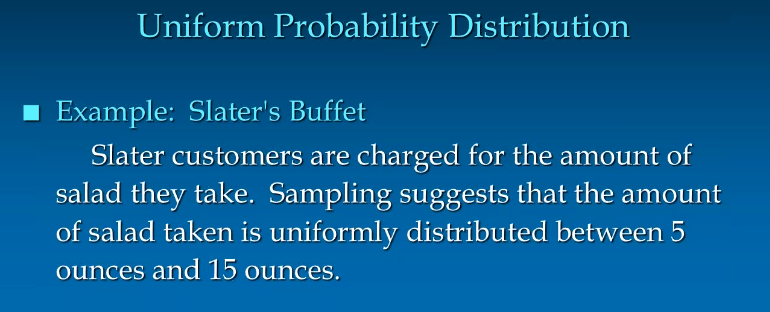 Uniform Probability Distribution
Example:  Slater's Buffet
Slater customers are charged for the amount of
salad they take.  Sampling suggests that the amount
of salad taken is uniformly distributed between 5
ounces and 15 ounces.